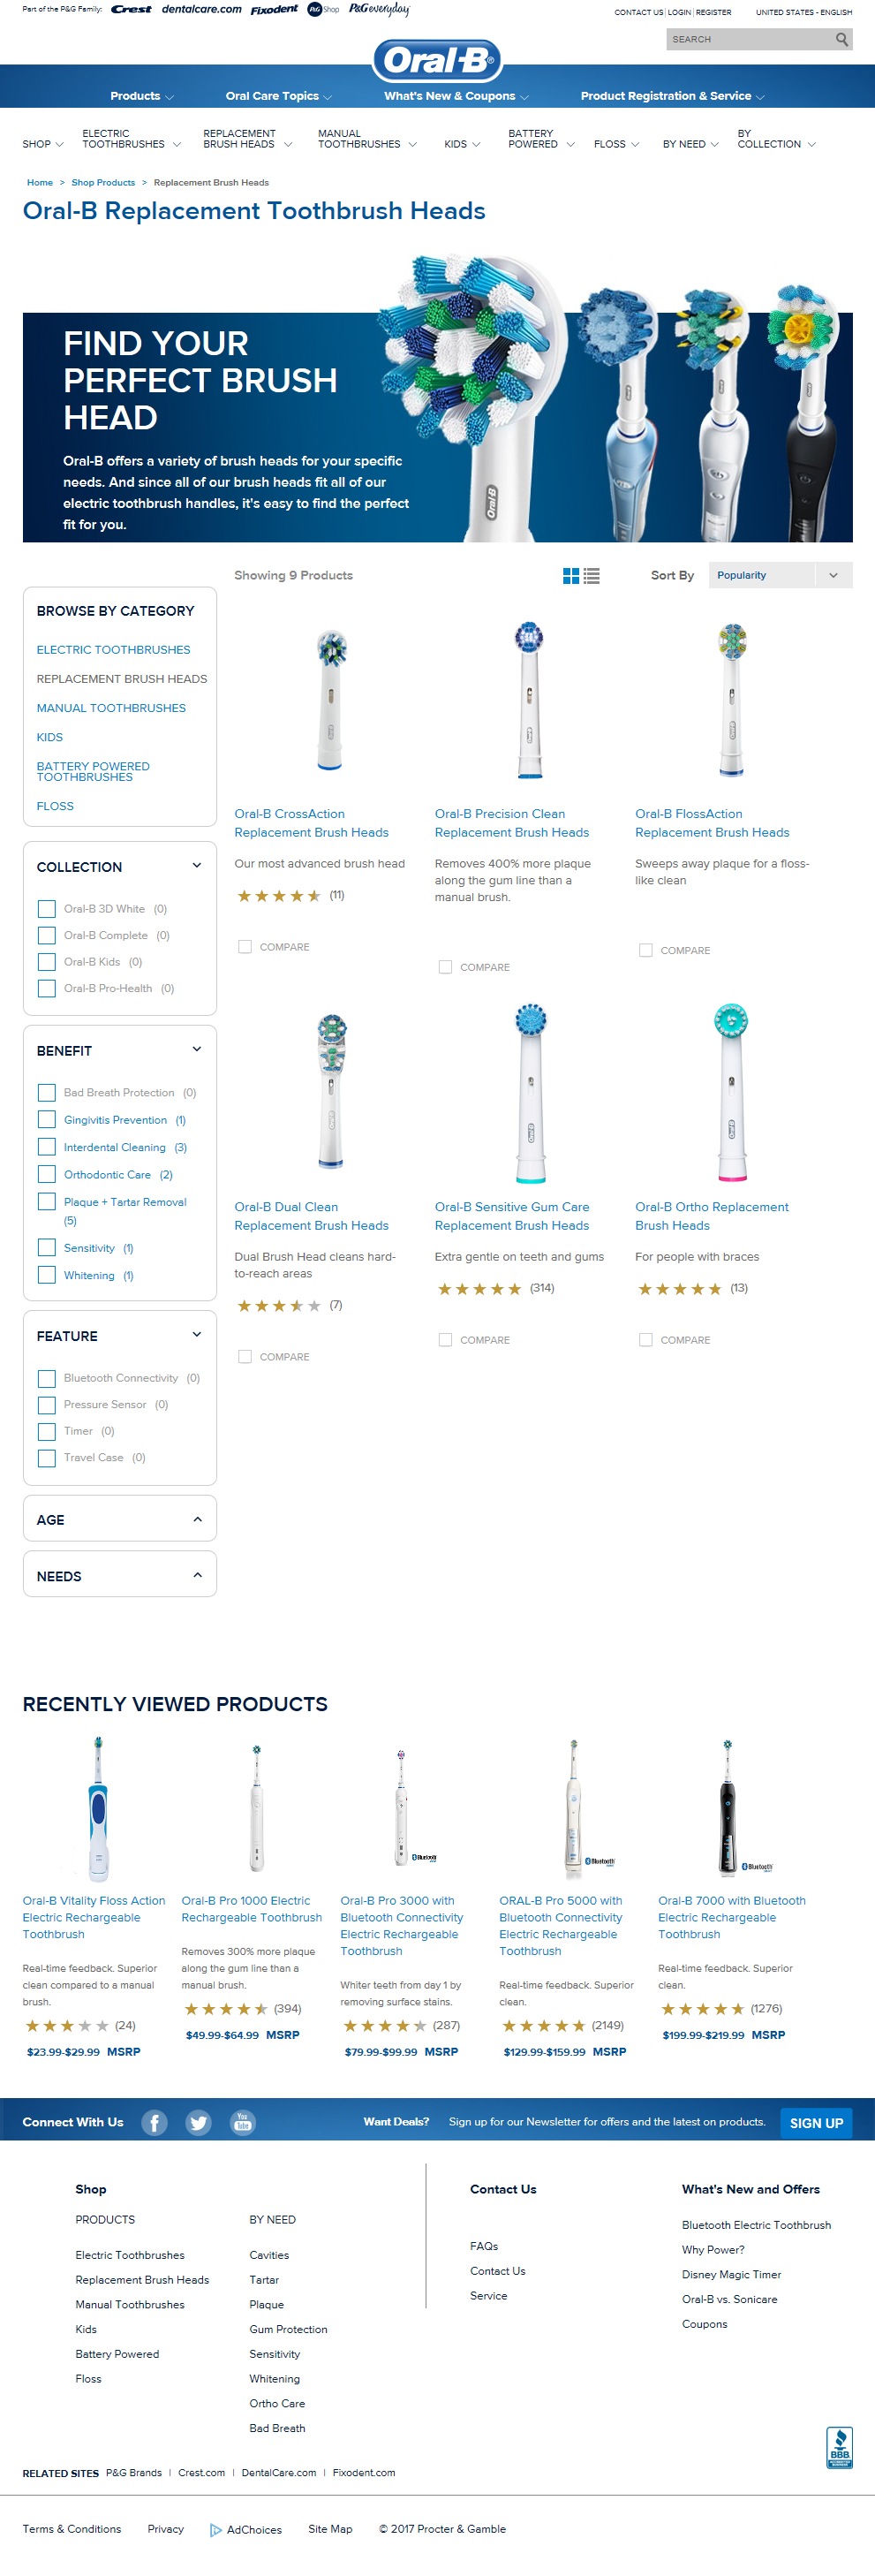 Part of the P&G Family: Crest dentalcare.com Fixodent P&G Shop P&G everyday
CONTACT US | LOGIN | REGISTER UNITED STATES - ENGLISH
SEARCH
Oral-B
Products Oral Care Topics What's New & Coupons Product Registration & Service
SHOP ELECTRIC TOOTHBRUSHES REPLACEMENT BRUSH HEADS MANUAL TOOTHBRUSHES KIDS BATTERY POWERED FLOSS BY NEED BY COLLECTION
Home > Shop Products > Replacement Brush Heads
Oral-B Replacement Toothbrush Heads
FIND YOUR
PERFECT BRUSH
HEAD
Oral-B offers a variety of brush heads for your specific
needs. And since all of our brush heads fit all of our
electric toothbrush handles, it's easy to find the perfect
fit for you.
Oral-B
Showing 9 Products
Sort By Popularity
BROWSE BY CATEGORY
ELECTRIC TOOTHBRUSHES
REPLACEMENT BRUSH HEADS
MANUAL TOOTHBRUSHES
KIDS
BATTERY POWERED
TOOTHBRUSHES
FLOSS
COLLECTION
Oral-B 3D White (0)
Oral-B Complete (0)
Oral-B Kids (0)
Oral-B Pro-Health (0)
BENEFIT
Bad Breath Protection (0)
Gingivitis Prevention (1)
Interdental Cleaning (3)
Orthodontic Care (2)
Plaque + Tartar Removal
(5)
Sensitivity (1)
Whitening (1)
FEATURE
Bluetooth Connectivity (0)
Pressure Sensor (0)
Timer (0)
Travel Case (0)
AGE
NEEDS
Oral-B CrossAction
Replacement Brush Heads
Our most advanced brush head
(11)
COMPARE
Oral-B Precision Clean
Replacement Brush Heads
Removes 400% more plaque
along the gum line than a
manual brush.
COMPARE
Oral-B FlossAction
Replacement Brush Heads
Sweeps away plaque for a floss-
like clean
COMPARE
Oral-B Dual Clean
Replacement Brush Heads
Dual Brush Head cleans hard-
to-reach areas
(7)
COMPARE
Oral-B Sensitive Gum Care
Replacement Brush Heads
Extra gentle on teeth and gums
(314)
COMPARE
Oral-B Ortho Replacement
Brush Heads
For people with braces
(13)
COMPARE
RECENTLY VIEWED PRODUCTS
Oral-B Vitality Floss Action
Electric Rechargeable
Toothbrush
Real-time feedback. Superior
clean compared to a manual
brush.
(24)
$23.99-$29.99 MSRP
Oral-B Pro 1000 Electric
Rechargeable Toothbrush
Removes 300% more plaque
along the gum line than a
manual brush.
(394)
$49.99-$64.99 MSRP
Bluetooth
Oral-B Pro 3000 with
Bluetooth Connectivity
Electric Rechargeable
Toothbrush
Whiter teeth from day 1 by
removing surface stains.
(287)
$79.99-$99.99 MSRP
Bluetooth
ORAL-B Pro 5000 with
Bluetooth Connectivity
Electric Rechargeable
Toothbrush
Real-time feedback. Superior
clean.
(2149)
$129.99-$159.99 MSRP
Bluetooth
Oral-B 7000 with Bluetooth
Electric Rechargeable
Toothbrush
Real-time feedback. Superior
clean.
(1276)
$199.99-$219.99 MSRP
Connect With Us You Tube Want Deals? Sign up for our Newsletter for offers and the latest on products. SIGN UP
Shop
PRODUCTS
Electric Toothbrushes
Replacement Brush Heads
Manual Toothbrushes
Kids
Battery Powered
Floss
BY NEED
Cavities
Tartar
Plaque
Gum Protection
Sensitivity
Whitening
Ortho Care
Bad Breath
Contact Us
FAQs
Contact Us
Service
What's New and Offers
Bluetooth Electric Toothbrush
Why Power?
Disney Magic Timer
Oral-B vs. Sonicare
Coupons
BBB
RELATED SITES P&G Brands | Crest.com | DentalCare.com | Fixodent.com
Terms & Conditions Privacy AdChoices Site Map © 2017 Procter & Gamble